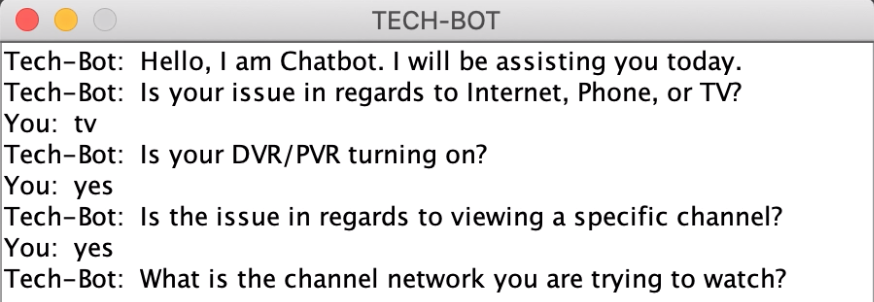 TECH-BOT
Tech-Bot: Hello, I am Chatbot. I will be assisting you today.
Tech-Bot: Is your issue in regards to Internet, Phone, or TV?
You: tv
Tech-Bot: Is your DVR/PVR turning on?
You: yes
Tech-Bot: Is the issue in regards to viewing a specific channel?
You: yes
Tech-Bot: What is the channel network you are trying to watch?